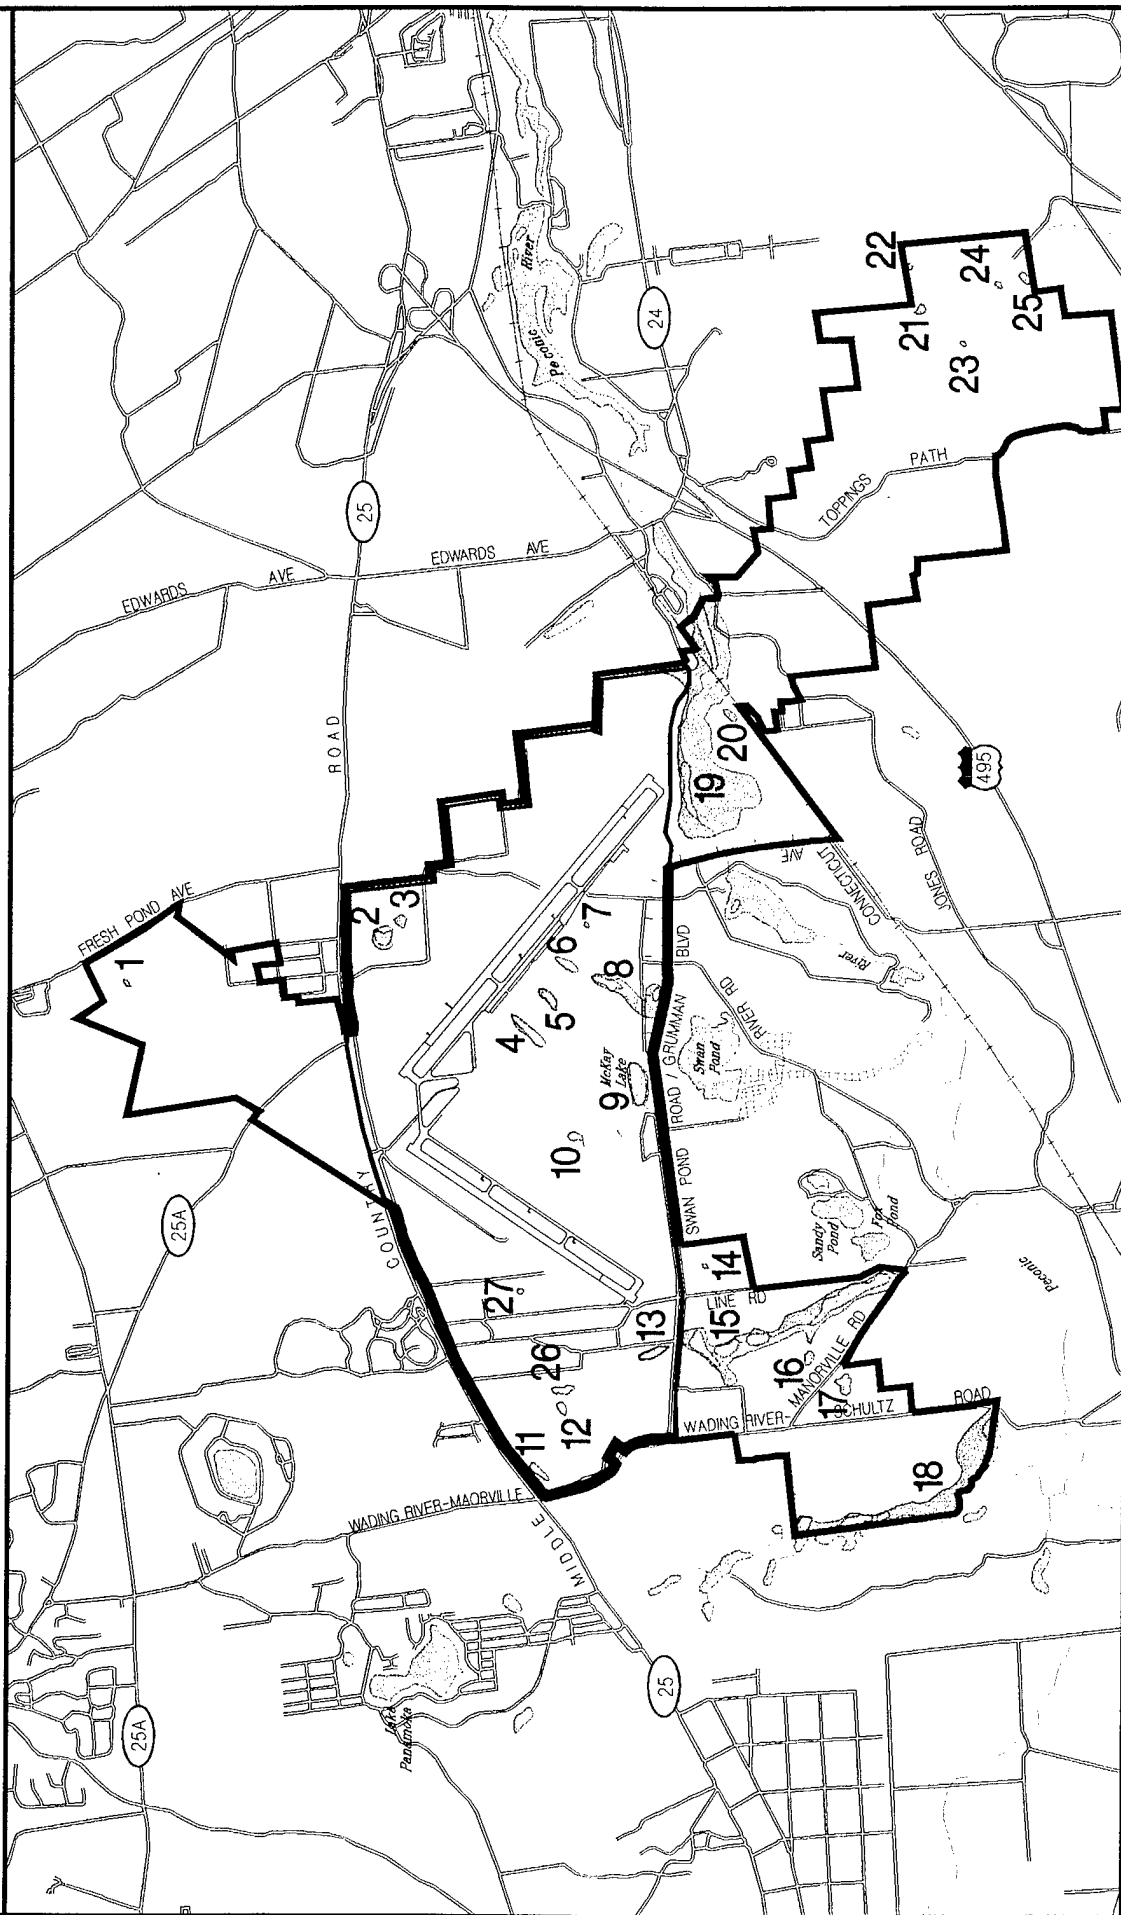 FRESH POND AVE
EDWARDS
AVE
EDWARDS AVE
25
ROAD
COUNTRY
MIDDLE
25A
25A
25
24
495
Peconic
River
TOPPINGS
PATH
CONNECTICUT
AVE
JONES ROAD
River
RIVER RD
SWAN POND
ROAD / GRUMMAN
BLVD
Swan
Pond
McKay
Lake
Sandy
Pond
Fox
Pond
Peconic
LINE RD
WADING RIVER-
MANORVILLE RD
SCHULTZ
ROAD
WADING RIVER-MAORVILLE
Lake
Panamoka
1
2
3
4
5
6
7
8
9
10
11
12
13
14
15
16
17
18
19
20
21
22
23
24
25
26
27